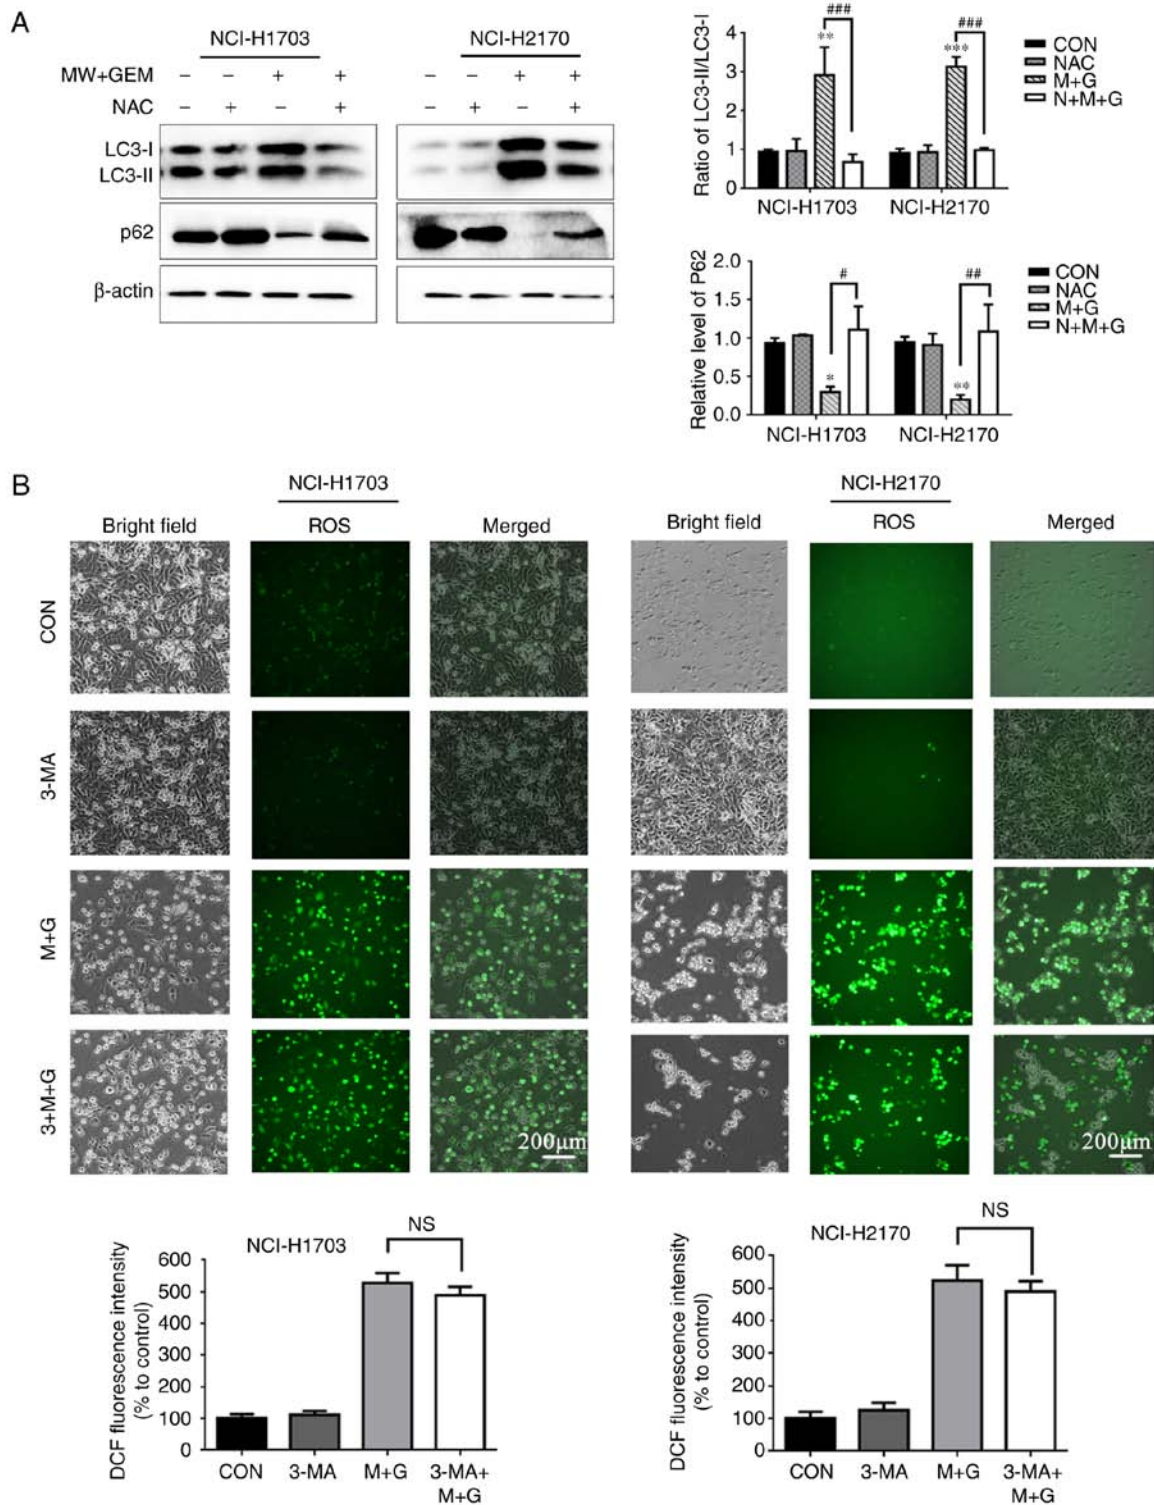 A
NCI-H1703
NCI-H2170
MW+GEM − − + + − − + +
NAC − + − + − + − +
LC3-I
LC3-II
p62
β-actin
Ratio of LC3-II/LC3-I
4
3
2
1
0
** ### *** ###
NCI-H1703 NCI-H2170
CON
NAC
M+G
N+M+G
Relative level of P62
2.0
1.5
1.0
0.5
0.0
* # ** ##
NCI-H1703 NCI-H2170
CON
NAC
M+G
N+M+G
B
NCI-H1703
NCI-H2170
Bright field ROS Merged Bright field ROS Merged
CON
3-MA
M+G
3+M+G
200μm
200μm
DCF fluorescence intensity
(% to control)
NCI-H1703
NS
600
500
400
300
200
100
0
CON 3-MA M+G 3-MA+
M+G
DCF fluorescence intensity
(% to control)
NCI-H2170
NS
600
500
400
300
200
100
0
CON 3-MA M+G 3-MA+
M+G